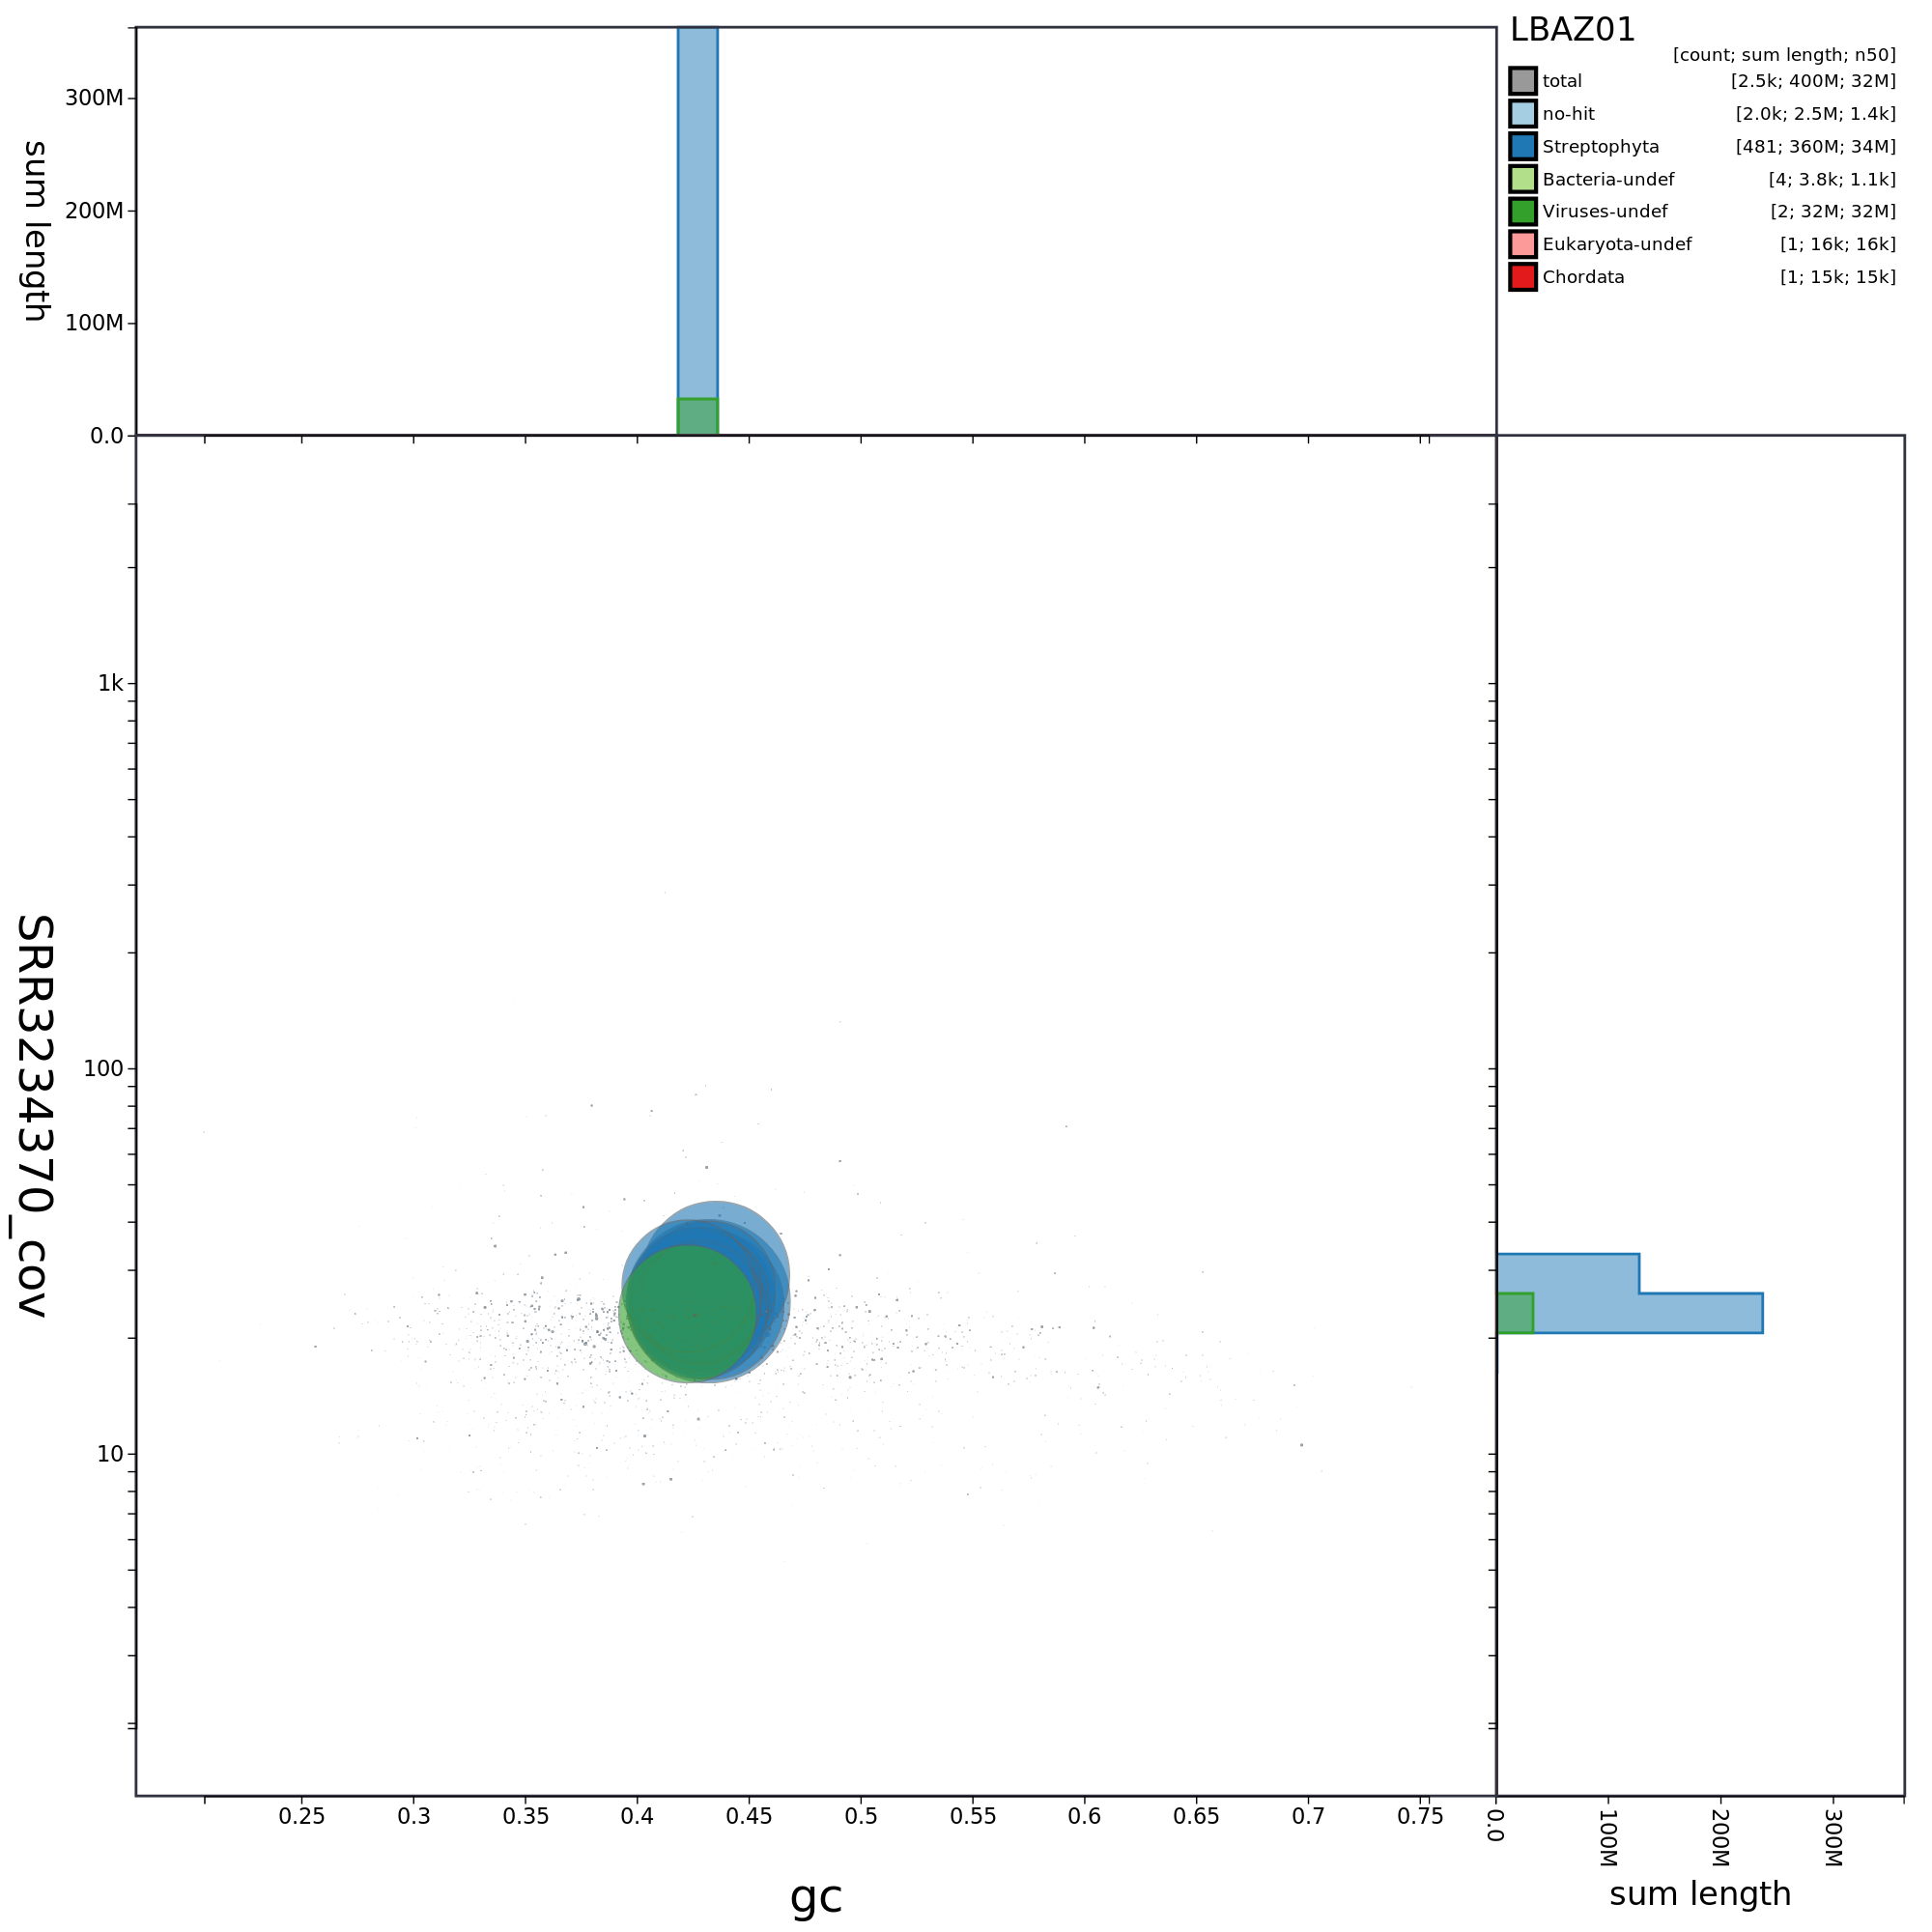 LBAZ01
[count; sum length; n50]
total [2.5k; 400M; 32M]
no-hit [2.0k; 2.5M; 1.4k]
Streptophyta [481; 360M; 34M]
Bacteria-undef [4; 3.8k; 1.1k]
Viruses-undef [2; 32M; 32M]
Eukaryota-undef [1; 16k; 16k]
Chordata [1; 15k; 15k]
sum length
300M
200M
100M
0.0
SRR3234370_cov
1k
100
10
0.25 0.3 0.35 0.4 0.45 0.5 0.55 0.6 0.65 0.7 0.75
gc
0.0 100M 200M 300M
sum length